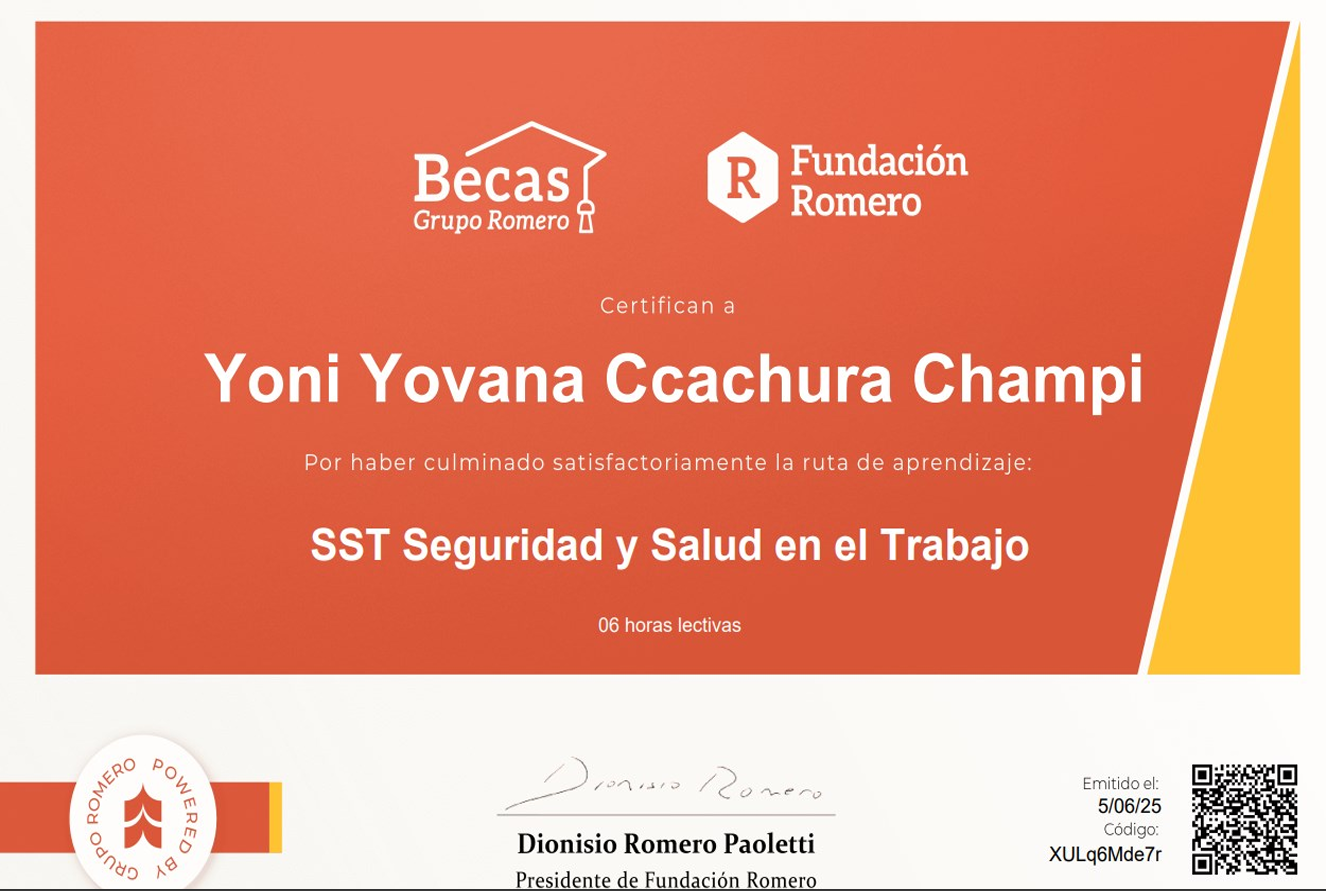 Becas
Grupo Romero
R
Fundación
Romero
Certifican a
Yoni Yovana Ccachura Champi
Por haber culminado satisfactoriamente la ruta de aprendizaje:
SST Seguridad y Salud en el Trabajo
06 horas lectivas
POWERED BY GRUPO ROMERO
Dionisio Romero
Dionisio Romero Paoletti
Presidente de Fundación Romero
Emitido el:
5/06/25
Código:
XULq6Mde7r